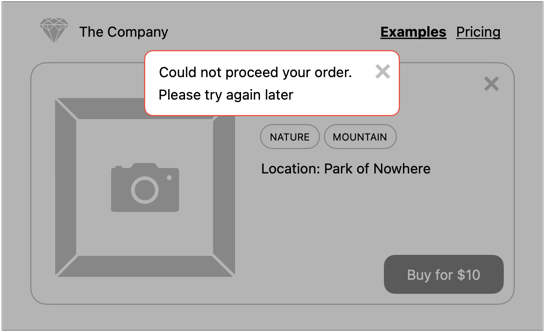 The Company
Examples Pricing
Could not proceed your order.
Please try again later
NATURE MOUNTAIN
Location: Park of Nowhere
Buy for $10